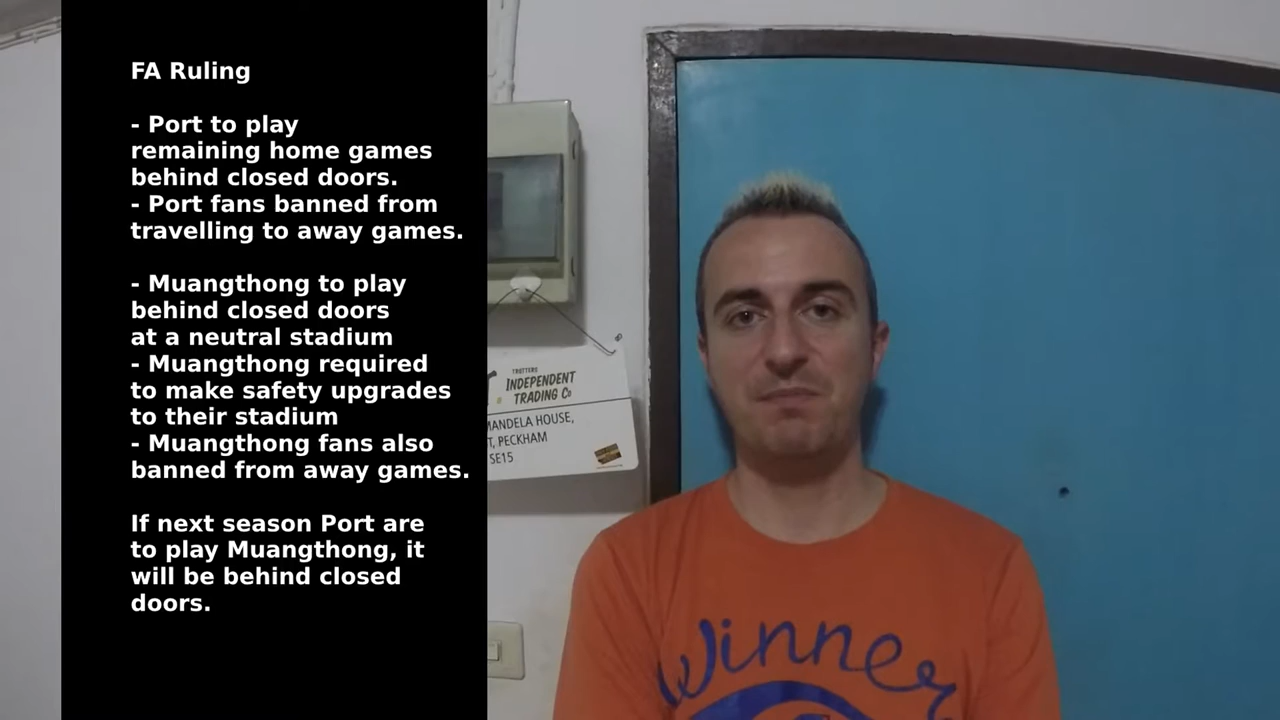 FA Ruling
- Port to play
remaining home games
behind closed doors.
- Port fans banned from
travelling to away games.
- Muangthong to play
behind closed doors
at a neutral stadium
- Muangthong required
to make safety upgrades
to their stadium
- Muangthong fans also
banned from away games.
If next season Port are
to play Muangthong, it
will be behind closed
doors.
TROTTERS
INDEPENDENT
TRADING Co
MANDELA HOUSE,
PECKHAM
SE15
Winner